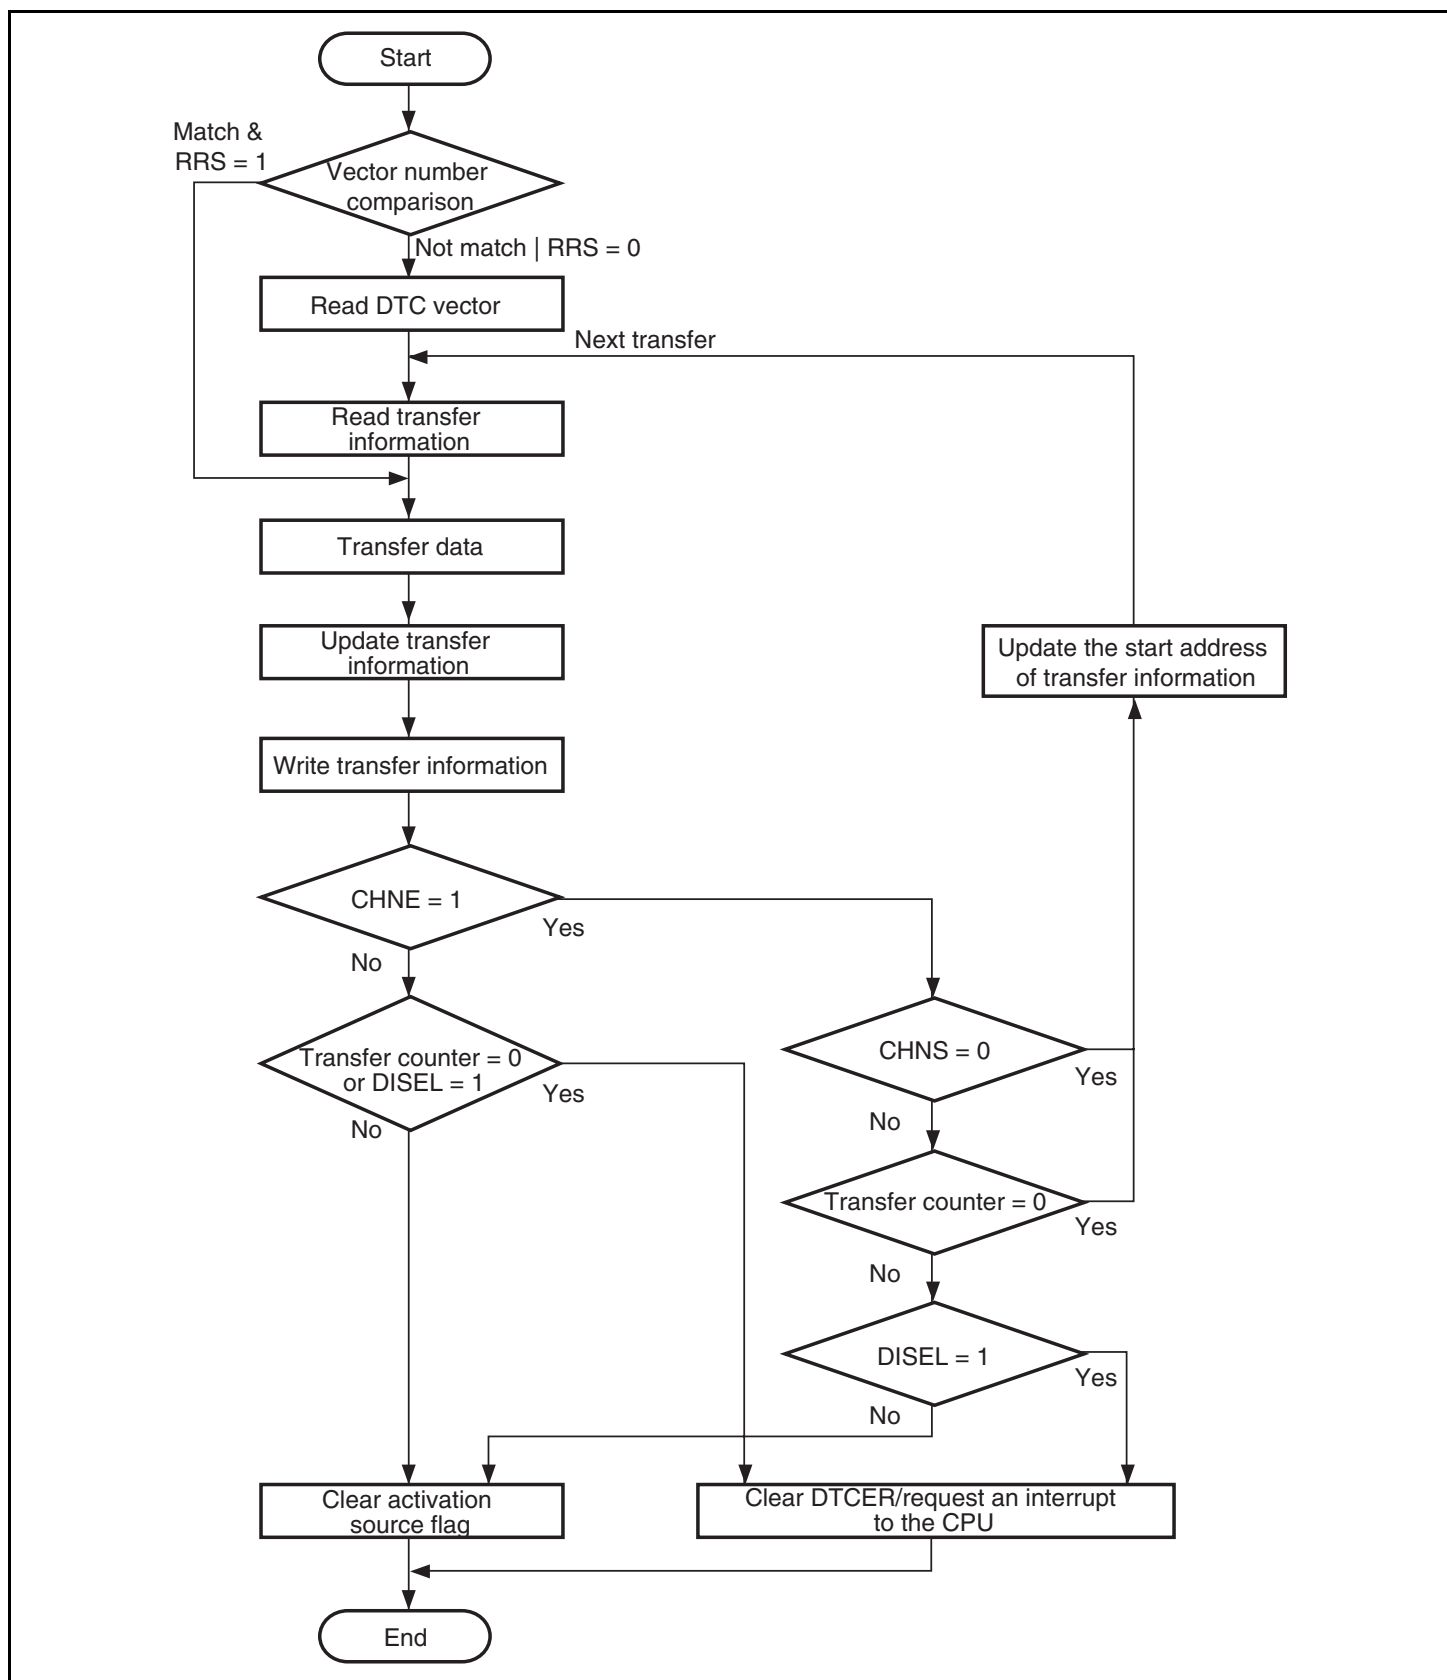 Start
Match &
RRS = 1
Vector number
comparison
Not match | RRS = 0
Read DTC vector
Next transfer
Read transfer
information
Transfer data
Update transfer
information
Update the start address
of transfer information
Write transfer information
CHNE = 1
Yes
No
Transfer counter = 0
or DISEL = 1
Yes
No
CHNS = 0
Yes
No
Transfer counter = 0
Yes
No
DISEL = 1
Yes
No
Clear activation
source flag
Clear DTCER/request an interrupt
to the CPU
End